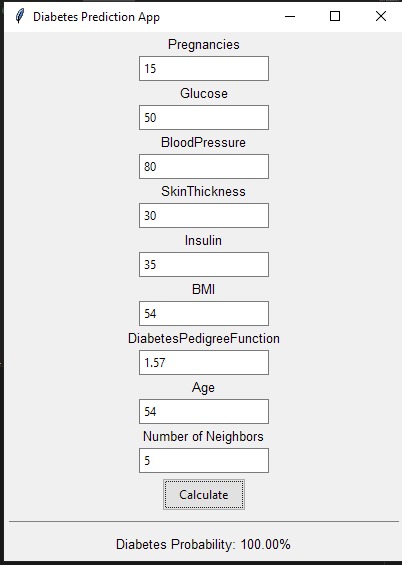 Diabetes Prediction App
Pregnancies
15
Glucose
50
BloodPressure
80
SkinThickness
30
Insulin
35
BMI
54
DiabetesPedigreeFunction
1.57
Age
54
Number of Neighbors
5
Calculate
Diabetes Probability: 100.00%